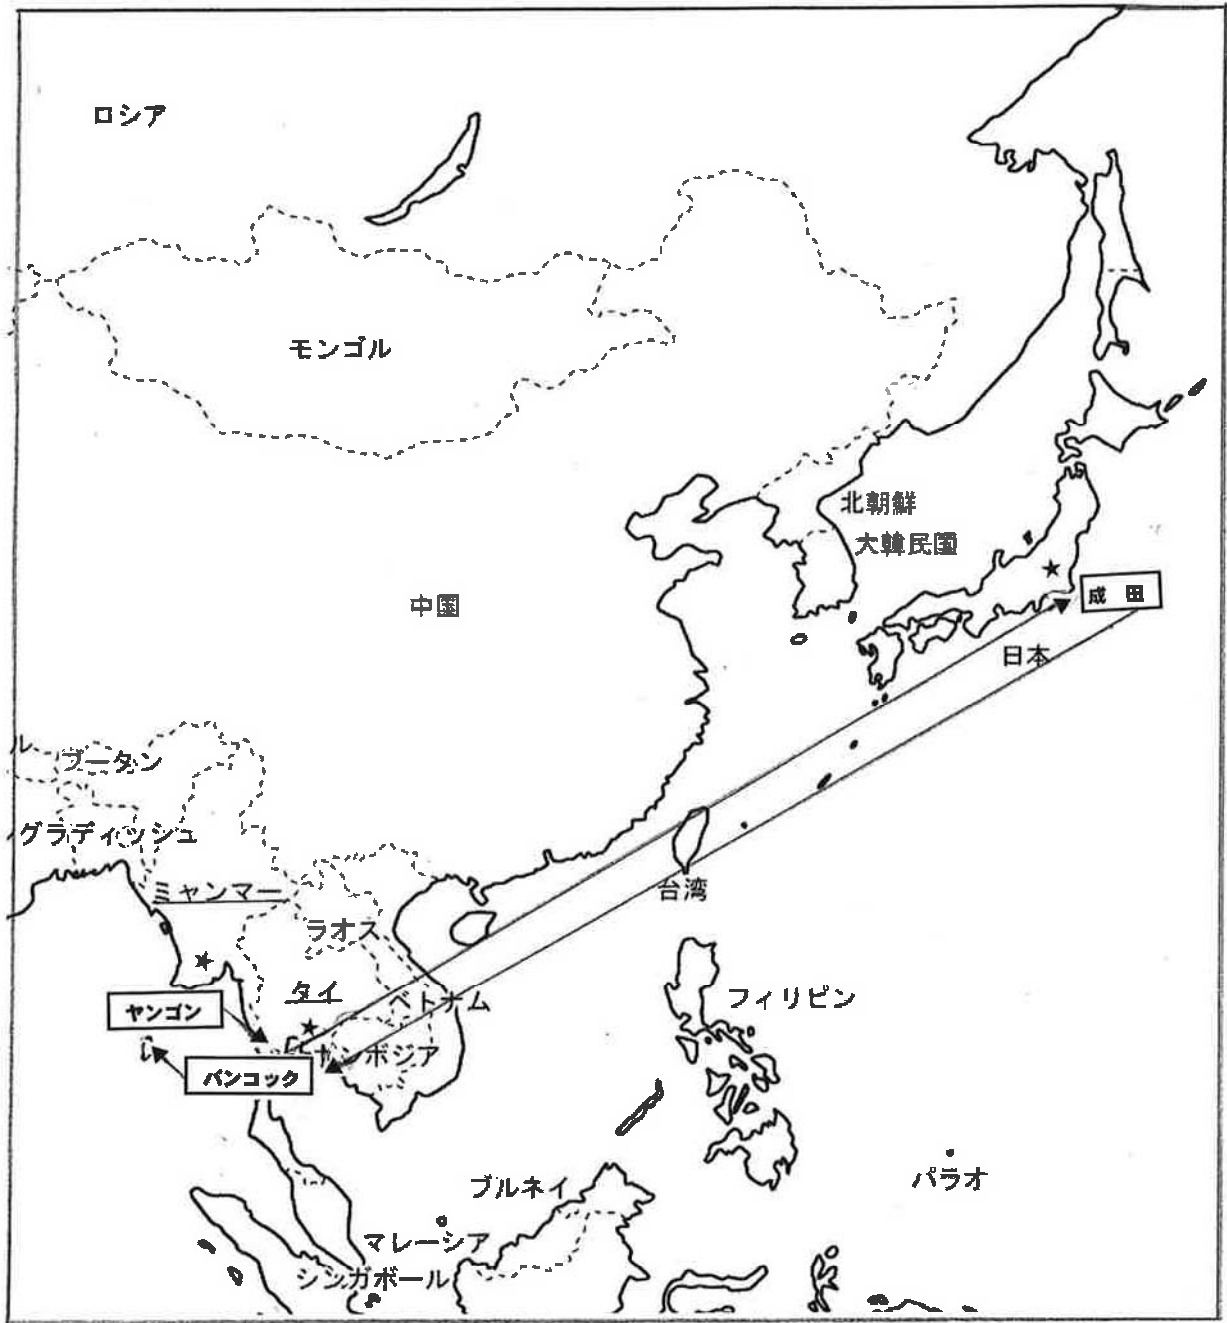 ロシア
モンゴル
北朝鮮
大韓民国
中国
成田
日本
ル
ブータン
グラディッシュ
ミャンマー
台湾
ラオス
タイ
ベトナム
フィリピン
ヤンゴン
カンボジア
バンコック
パラオ
ブルネイ
マレーシア
シンガポール